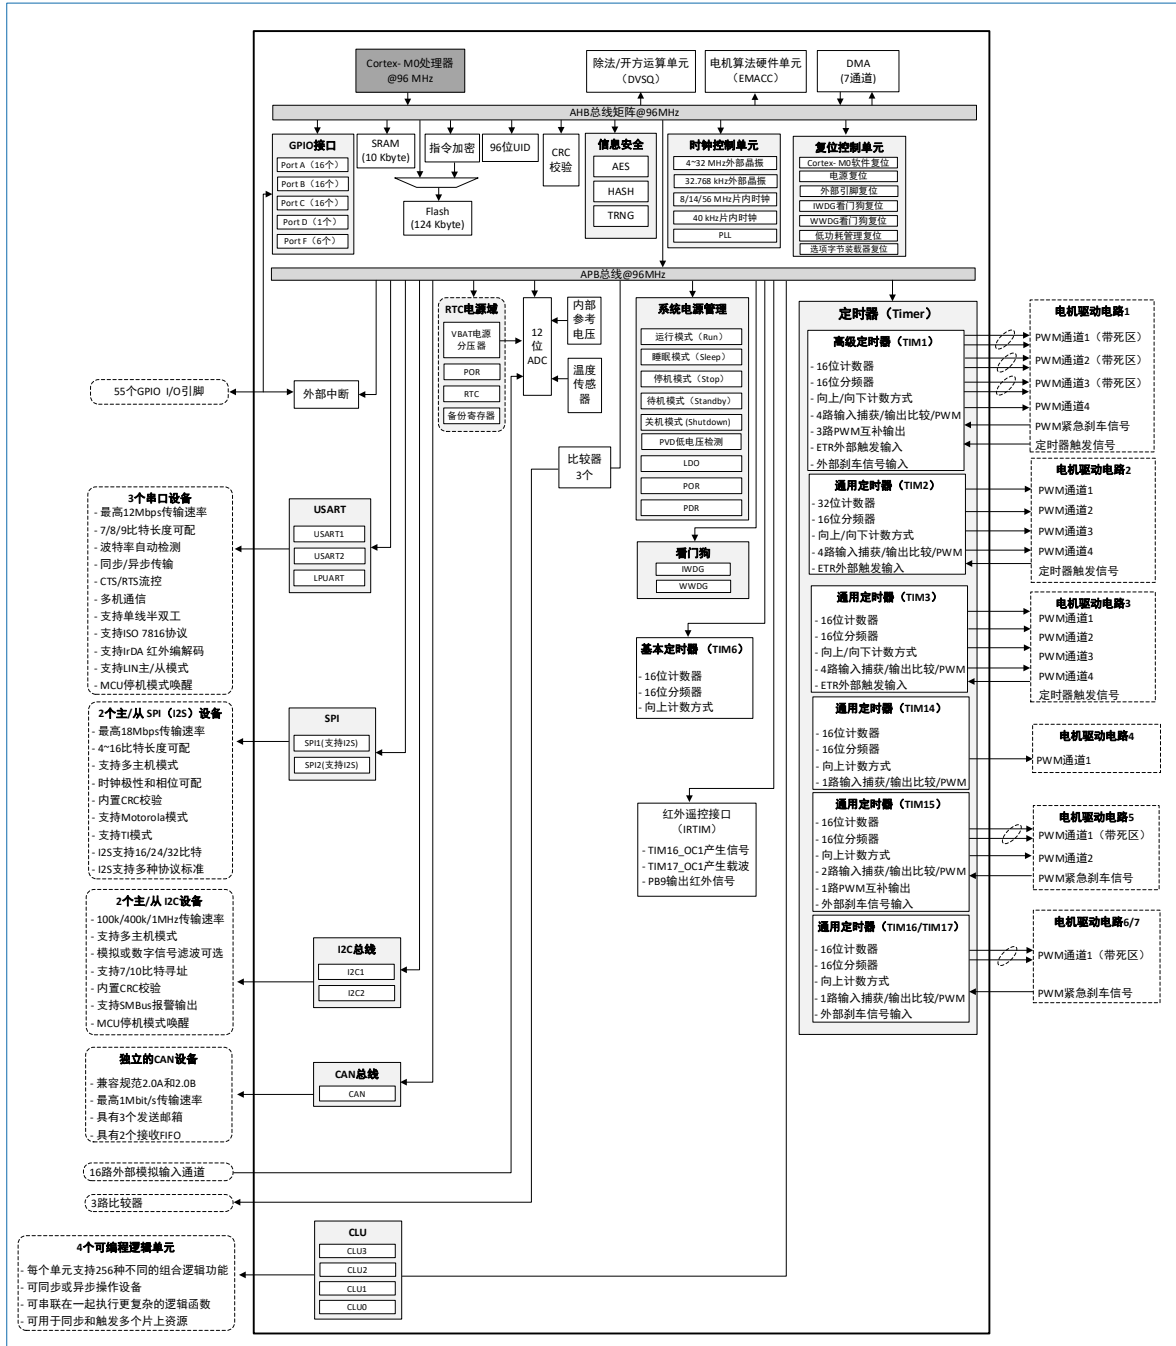 Cortex- M0处理器
@96 MHz
除法/开方运算单元
（DVSQ）
电机算法硬件单元
（EMACC）
DMA
(7通道)
AHB总线矩阵@96MHz
GPIO接口
Port A（16个）
Port B（16个）
Port C（16个）
Port D（1个）
Port F（6个）
SRAM
(10 Kbyte)
指令加密
Flash
(124 Kbyte)
96位UID
CRC
校验
信息安全
AES
HASH
TRNG
时钟控制单元
4~32 MHz外部晶振
32.768 kHz外部晶振
8/14/56 MHz片内时钟
40 kHz片内时钟
PLL
复位控制单元
Cortex- M0软件复位
电源复位
外部引脚复位
IWDG看门狗复位
WWDG看门狗复位
低功耗管理复位
选项字节装载器复位
APB总线@96MHz
55个GPIO I/O引脚
外部中断
RTC电源域
VBAT电源
分压器
POR
RTC
备份寄存器
12
位
ADC
内部
参考
电压
温度
传感
器
比较器
3个
系统电源管理
运行模式（Run）
睡眠模式（Sleep）
停机模式（Stop）
待机模式（Standby）
关机模式 (Shutdown)
PVD低电压检测
LDO
POR
PDR
看门狗
IWDG
WWDG
基本定时器 （TIM6）
- 16位计数器
- 16位分频器
- 向上计数方式
红外遥控接口
（IRTIM）
- TIM16_OC1产生信号
- TIM17_OC1产生载波
- PB9输出红外信号
定时器（Timer）
高级定时器（TIM1）
- 16位计数器
- 16位分频器
- 向上/向下计数方式
- 4路输入捕获/输出比较/PWM
- 3路PWM互补输出
- ETR外部触发输入
- 外部刹车信号输入
通用定时器（TIM2）
- 32位计数器
- 16位分频器
- 向上/向下计数方式
- 4路输入捕获/输出比较/PWM
- ETR外部触发输入
通用定时器（TIM3）
- 16位计数器
- 16位分频器
- 向上/向下计数方式
- 4路输入捕获/输出比较/PWM
- ETR外部触发输入
通用定时器（TIM14）
- 16位计数器
- 16位分频器
- 向上计数方式
- 1路输入捕获/输出比较/PWM
通用定时器（TIM15）
- 16位计数器
- 16位分频器
- 向上计数方式
- 2路输入捕获/输出比较/PWM
- 1路PWM互补输出
- 外部刹车信号输入
通用定时器（TIM16/TIM17）
- 16位计数器
- 16位分频器
- 向上计数方式
- 1路输入捕获/输出比较/PWM
- 外部刹车信号输入
电机驱动电路1
PWM通道1（带死区）
PWM通道2（带死区）
PWM通道3（带死区）
PWM通道4
PWM紧急刹车信号
定时器触发信号
电机驱动电路2
PWM通道1
PWM通道2
PWM通道3
PWM通道4
定时器触发信号
电机驱动电路3
PWM通道1
PWM通道2
PWM通道3
PWM通道4
定时器触发信号
电机驱动电路4
PWM通道1
电机驱动电路5
PWM通道1（带死区）
PWM通道2
PWM紧急刹车信号
电机驱动电路6/7
PWM通道1（带死区）
PWM紧急刹车信号
3个串口设备
- 最高12Mbps传输速率
- 7/8/9比特长度可配
- 波特率自动检测
- 同步/异步传输
- CTS/RTS流控
- 多机通信
- 支持单线半双工
- 支持ISO 7816协议
- 支持IrDA 红外编解码
- 支持LIN主/从模式
- MCU停机模式唤醒
USART
USART1
USART2
LPUART
2个主/从 SPI（I2S）设备
- 最高18Mbps传输速率
- 4~16比特长度可配
- 支持多主机模式
- 时钟极性和相位可配
- 内置CRC校验
- 支持Motorola模式
- 支持TI模式
- I2S支持16/24/32比特
- I2S支持多种协议标准
SPI
SPI1(支持I2S)
SPI2(支持I2S)
2个主/从 I2C设备
- 100k/400k/1MHz传输速率
- 支持多主机模式
- 模拟或数字信号滤波可选
- 支持7/10比特寻址
- 内置CRC校验
- 支持SMBus报警输出
- MCU停机模式唤醒
I2C总线
I2C1
I2C2
独立的CAN设备
- 兼容规范2.0A和2.0B
- 最高1Mbit/s传输速率
- 具有3个发送邮箱
- 具有2个接收FIFO
CAN总线
CAN
16路外部模拟输入通道
3路比较器
4个可编程逻辑单元
- 每个单元支持256种不同的组合逻辑功能
- 可同步或异步操作设备
- 可串联在一起执行更复杂的逻辑函数
- 可用于同步和触发多个片上资源
CLU
CLU3
CLU2
CLU1
CLU0